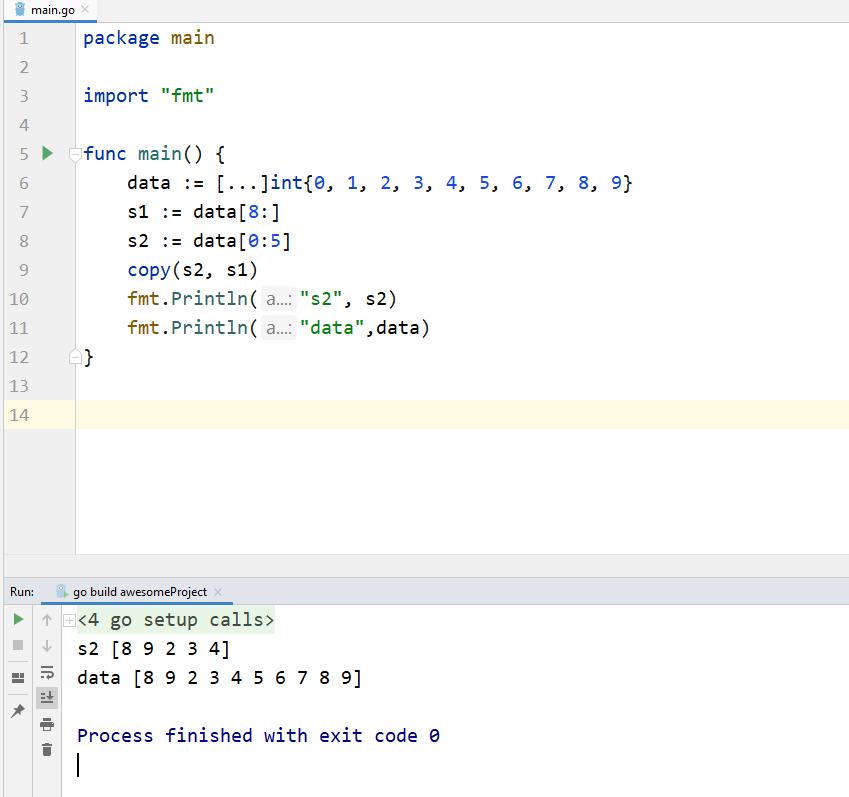 main.go
1 package main
2
3 import "fmt"
4
5 func main() {
6 data := [...]int{0, 1, 2, 3, 4, 5, 6, 7, 8, 9}
7 s1 := data[8:]
8 s2 := data[0:5]
9 copy(s2, s1)
10 fmt.Println( a...: "s2", s2)
11 fmt.Println( a...: "data",data)
12 }
13
14
Run: go build awesomeProject
<4 go setup calls>
s2 [8 9 2 3 4]
data [8 9 2 3 4 5 6 7 8 9]
Process finished with exit code 0